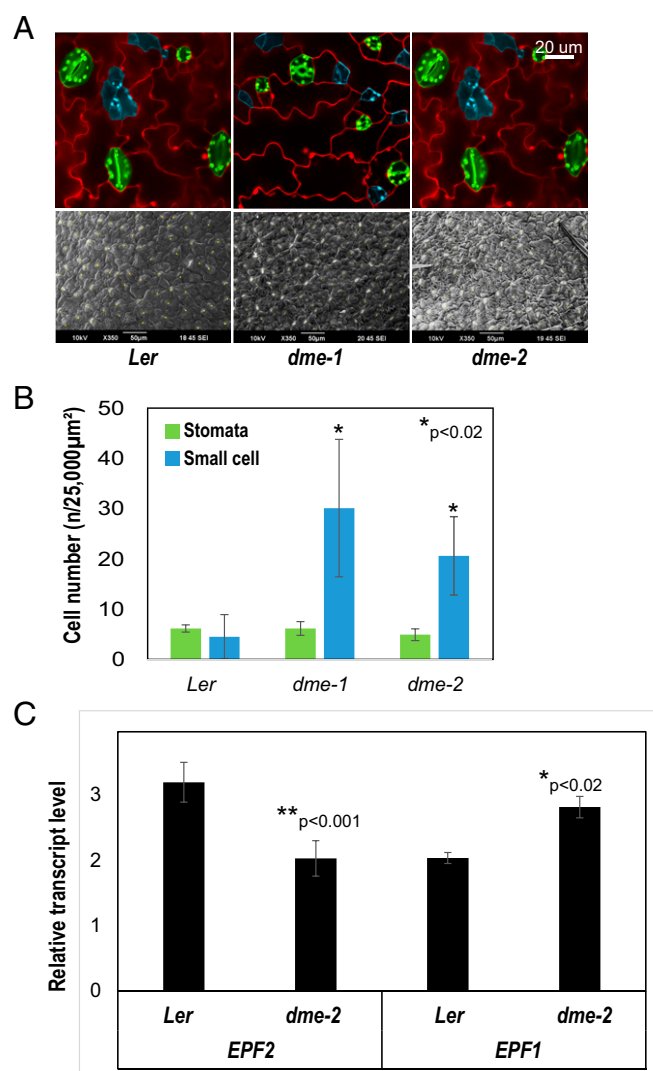 A
20 um
10kV X350 50µm 19 45 SEI
10kV X350 50µm 20 45 SEI
10kV X350 50µm 19 45 SEI
Ler dme-1 dme-2
B
50
40
30
20
10
0
Cell number (n/25,000µm²)
Stomata
Small cell
*
*
*p<0.02
Ler dme-1 dme-2
C
Relative transcript level
3
2
1
0
**p<0.001
*p<0.02
Ler dme-2 Ler dme-2
EPF2 EPF1